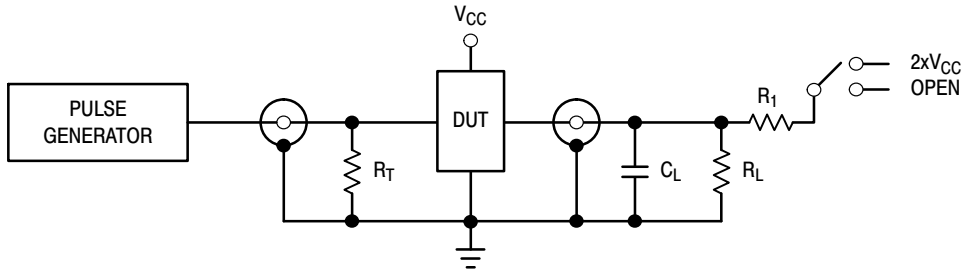 V_CC
PULSE
GENERATOR
DUT
R_T
C_L
R_L
R_1
2xV_CC
OPEN